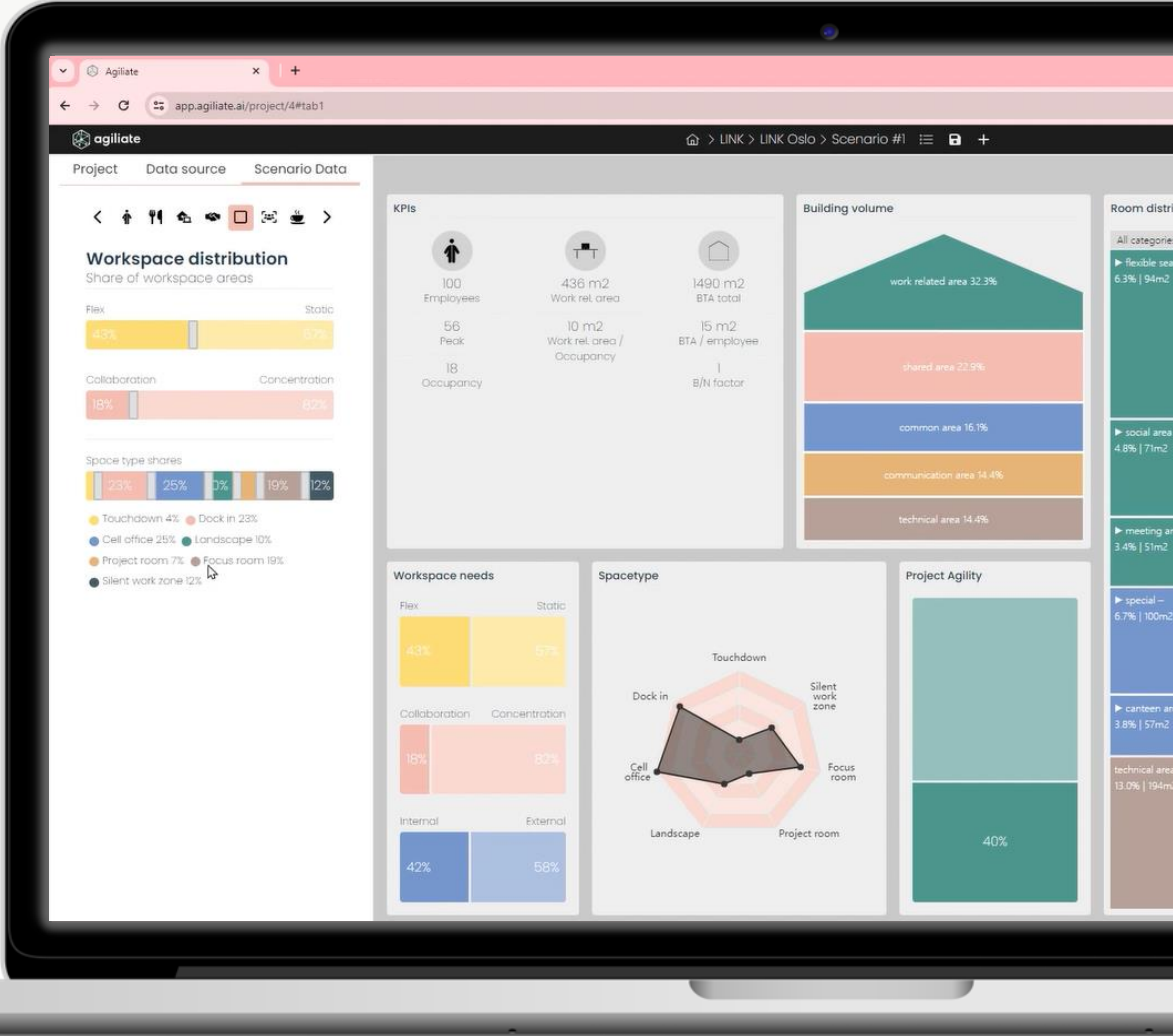 Agiliate
app.agiliate.ai/project/4#tab1
agiliate
> LINK > LINK Oslo > Scenario #1
Project Data source Scenario Data
Workspace distribution
Share of workspace areas
Flex Static
43% 57%
Collaboration Concentration
18% 82%
Space type shares
23% 25% 0% 19% 12%
Touchdown 4% Dock in 23%
Cell office 25% Landscape 10%
Project room 7% Focus room 19%
Silent work zone 12%
KPIs
100
Employees
436 m2
Work rel. area
1490 m2
BTA total
56
Peak
10 m2
Work rel. area /
Occupancy
15 m2
BTA / employee
18
Occupancy
1
B/N factor
Building volume
work related area 32.3%
shared area 22.9%
common area 16.1%
communication area 14.4%
technical area 14.4%
Room distri
All categories
flexible sea
6.3% | 94m2
social area
4.8% | 71m2
meeting ar
3.4% | 51m2
special –
6.7% | 100m2
canteen ar
3.8% | 57m2
technical area
13.0% | 194m
Workspace needs
Flex Static
43% 57%
Collaboration Concentration
18% 82%
Internal External
42% 58%
Spacetype
Touchdown
Silent
work
zone
Dock in
Focus
room
Cell
office
Landscape
Project room
Project Agility
40%